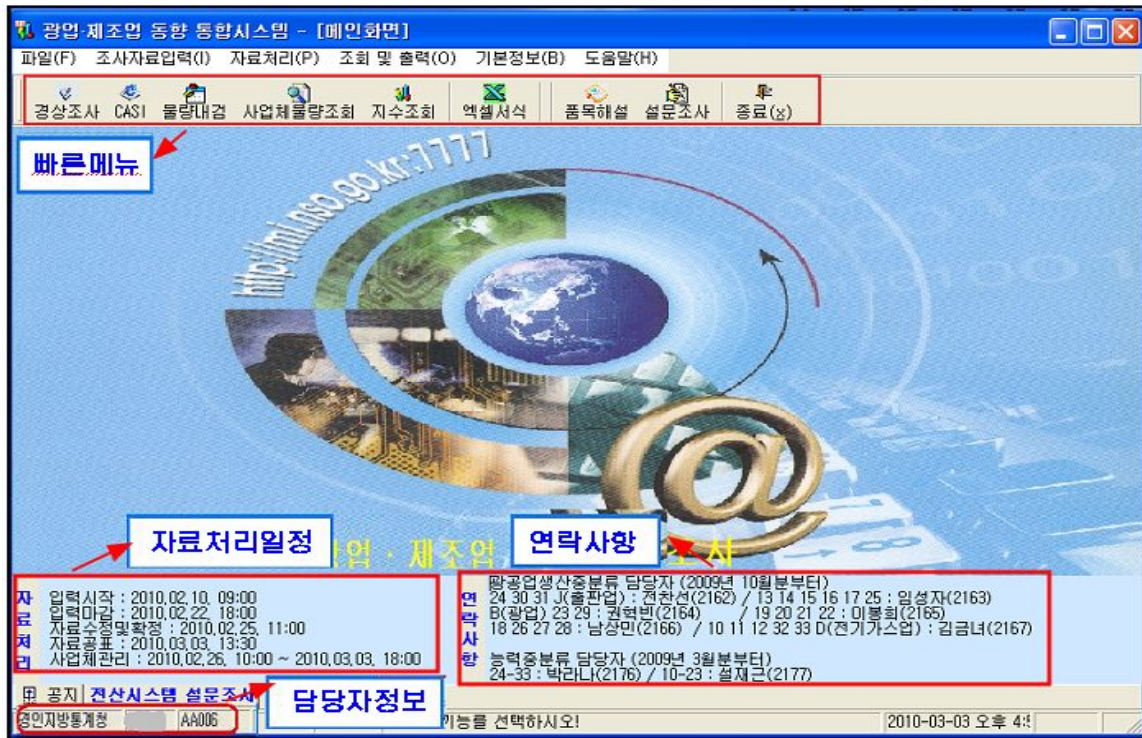 광업·제조업 동향 통합시스템 - [메인화면]
파일(F) 조사자료입력(I) 자료처리(P) 조회 및 출력(O) 기본정보(B) 도움말(H)
경상조사 CASI 물량내검 사업체물량조회 지수조회 엑셀서식 품목해설 설문조사 종료(x)
빠른메뉴
http://mi.nso.go.kr:7777
@
자료처리일정
연락사항
업·제조업
조사
자료처리
입력시작 : 2010.02.10, 09:00
입력마감 : 2010.02.22, 18:00
자료수정및확정 : 2010.02.25, 11:00
자료공표 : 2010.03.03, 13:30
사업체관리 : 2010.02.26, 10:00 ~ 2010.03.03, 18:00
연락사항
광공업생산중분류 담당자 (2009년 10월분부터)
24 30 31 J(출판업) : 전찬선(2162) / 13 14 15 16 17 25 : 임성자(2163)
B(광업) 23 29 : 권혁빈(2164) / 19 20 21 22 : 이봉희(2165)
18 26 27 28 : 남상민(2166) / 10 11 12 32 33 D(전기가스업) : 김금녀(2167)
능력중분류 담당자 (2009년 3월분부터)
24-33 : 박라나(2176) / 10-23 : 설재근(2177)
공지 전산시스템 설문조사
담당자정보
경인지방통계청 AA006 기능를 선택하시오! 2010-03-03 오후 4:5